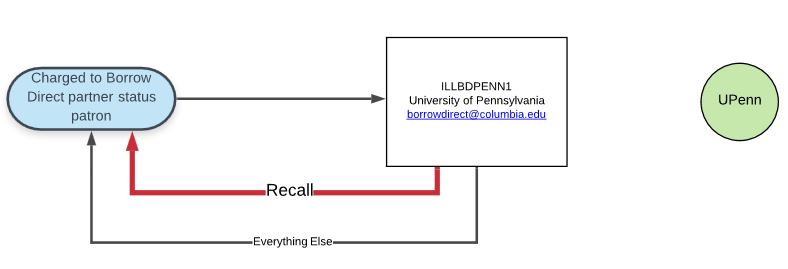 Charged to Borrow
Direct partner status
patron
ILLBDPENN1
University of Pennsylvania
borrowdirect@columbia.edu
UPenn
Recall
Everything Else